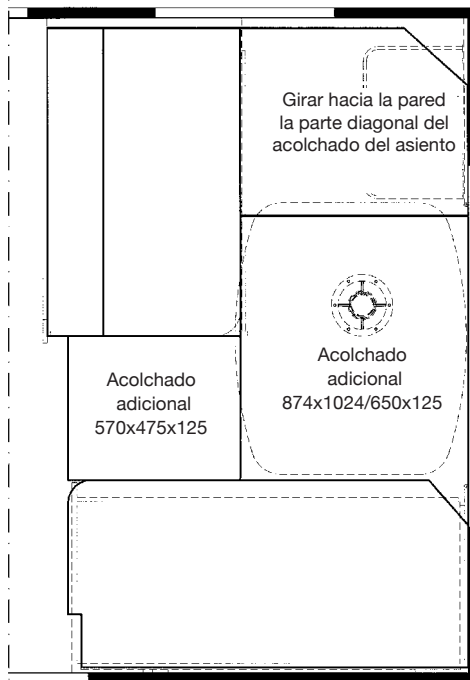 Girar hacia la pared
la parte diagonal del
acolchado del asiento
Acolchado
adicional
874x1024/650x125
Acolchado
adicional
570x475x125